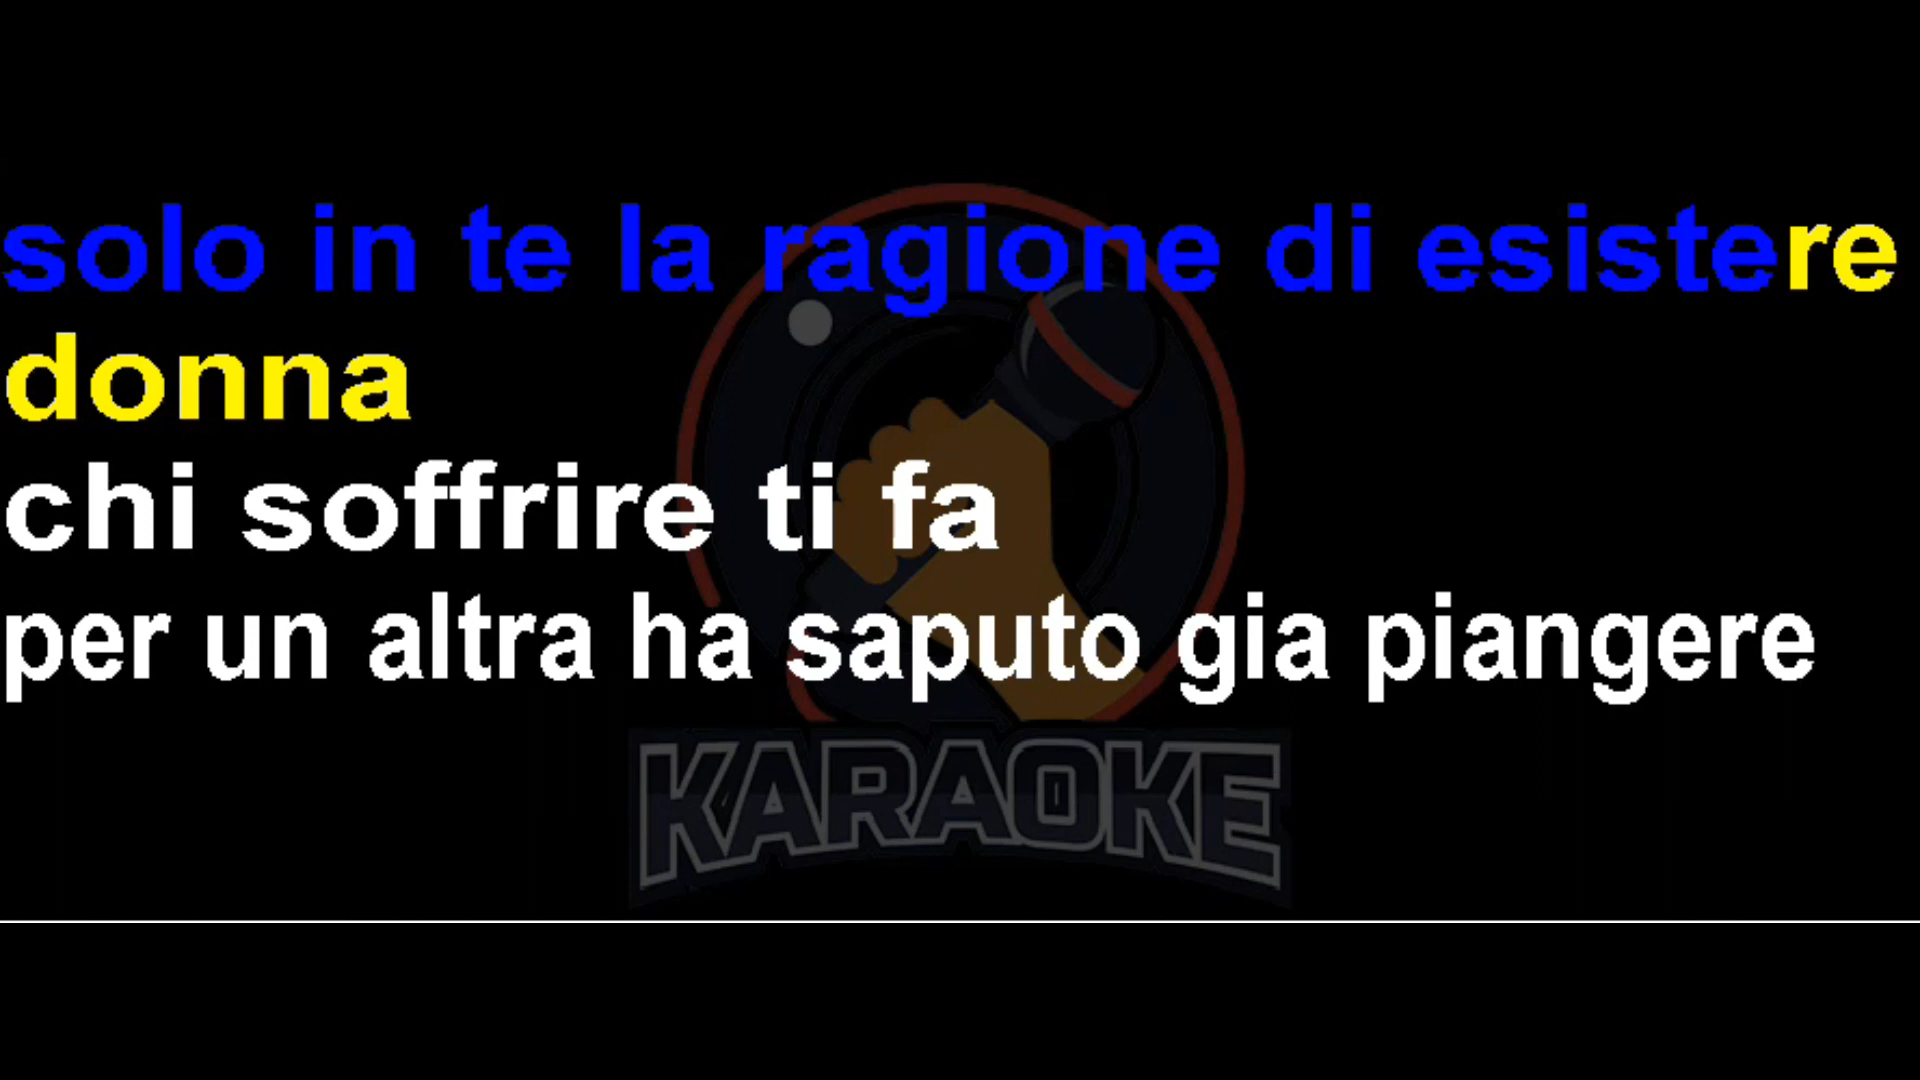 solo in te la ragione di esistere
donna
chi soffrire ti fa
per un altra ha saputo gia piangere
KARAOKE